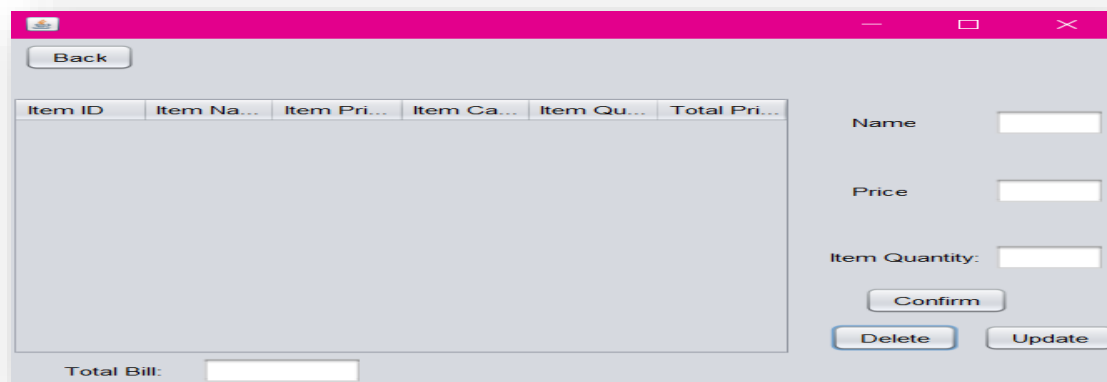 Back
Item ID Item Na... Item Pri... Item Ca... Item Qu... Total Pri...
Name
Price
Item Quantity:
Confirm
Delete Update
Total Bill: